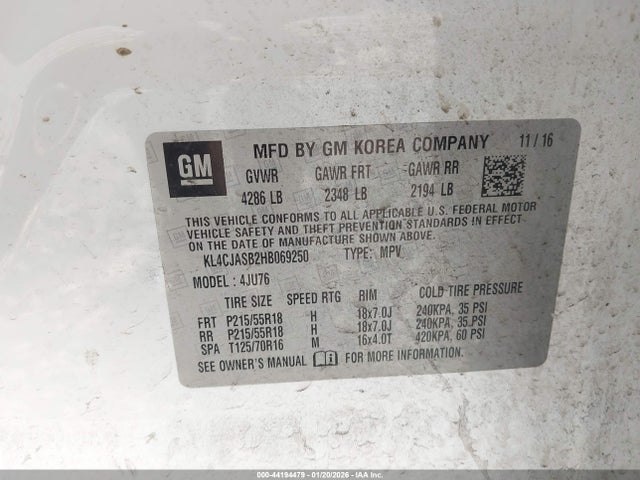 GM
MFD BY GM KOREA COMPANY 11 / 16
GVWR GAWR FRT GAWR RR
4286 LB 2348 LB 2194 LB
THIS VEHICLE CONFORMS TO ALL APPLICABLE U.S. FEDERAL MOTOR
VEHICLE SAFETY AND THEFT PREVENTION STANDARDS IN EFFECT
ON THE DATE OF MANUFACTURE SHOWN ABOVE.
KL4CJASB2HB069250 TYPE: MPV
MODEL : 4JU76
TIRE SIZE SPEED RTG RIM COLD TIRE PRESSURE
FRT P215/55R18 H 18x7.0J 240KPA, 35 PSI
RR P215/55R18 H 18x7.0J 240KPA, 35 PSI
SPA T125/70R16 M 16x4.0T 420KPA, 60 PSI
SEE OWNER'S MANUAL FOR MORE INFORMATION.
000-44194479 - 01/20/2026 - IAA Inc.